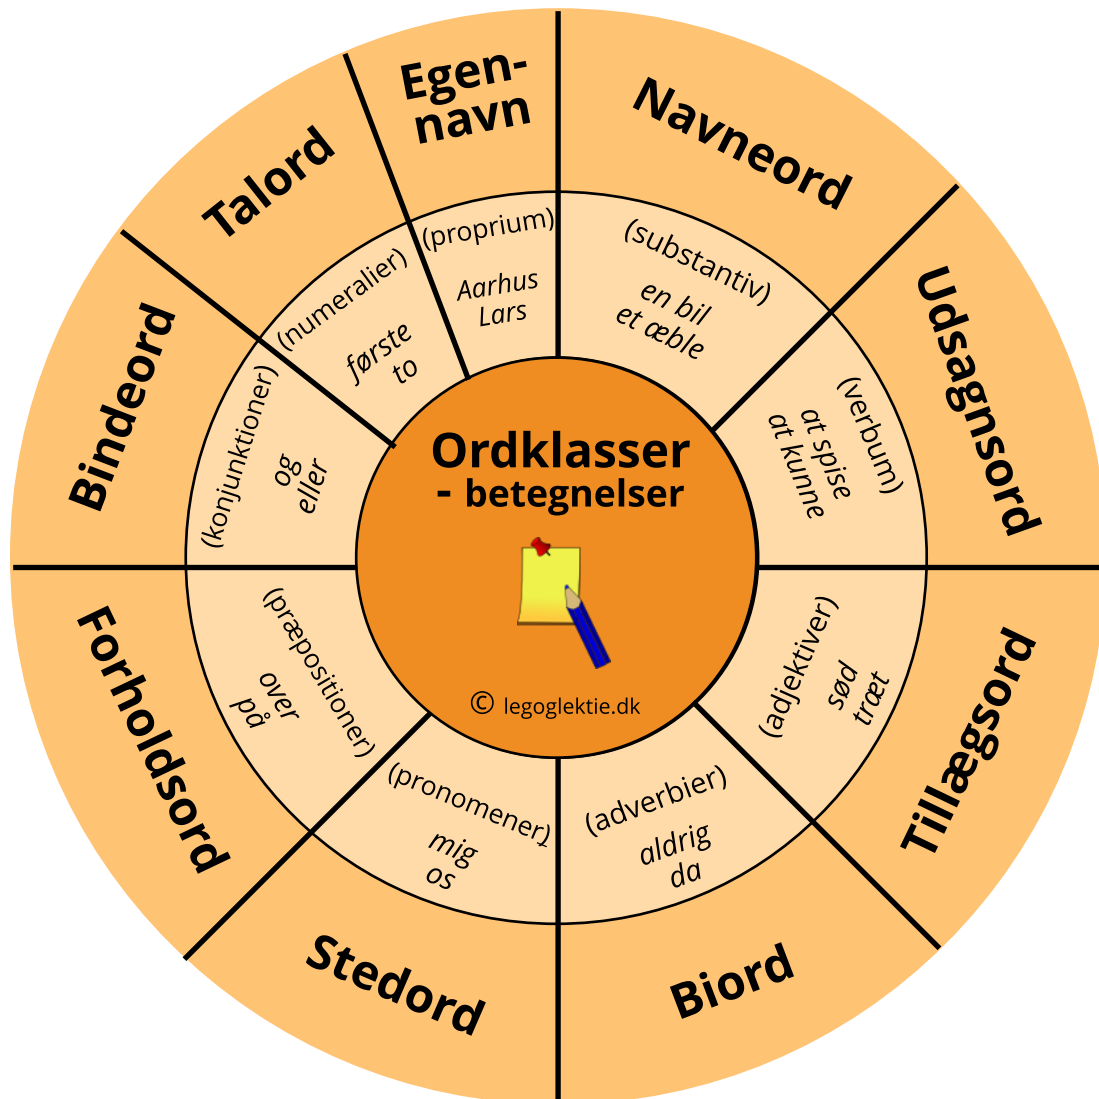 Ordklasser
- betegnelser
© legoglektie.dk
Egen-
navn
(proprium)
Aarhus
Lars
Navneord
(substantiv)
en bil
et æble
Udsagnsord
(verbum)
at spise
at kunne
Tillægsord
(adjektiver)
sød
træt
Biord
(adverbier)
aldrig
da
Stedord
(pronomener)
mig
os
Forholdsord
(præpositioner)
over
på
Bindeord
(konjunktioner)
og
eller
Talord
(numeralier)
første
to